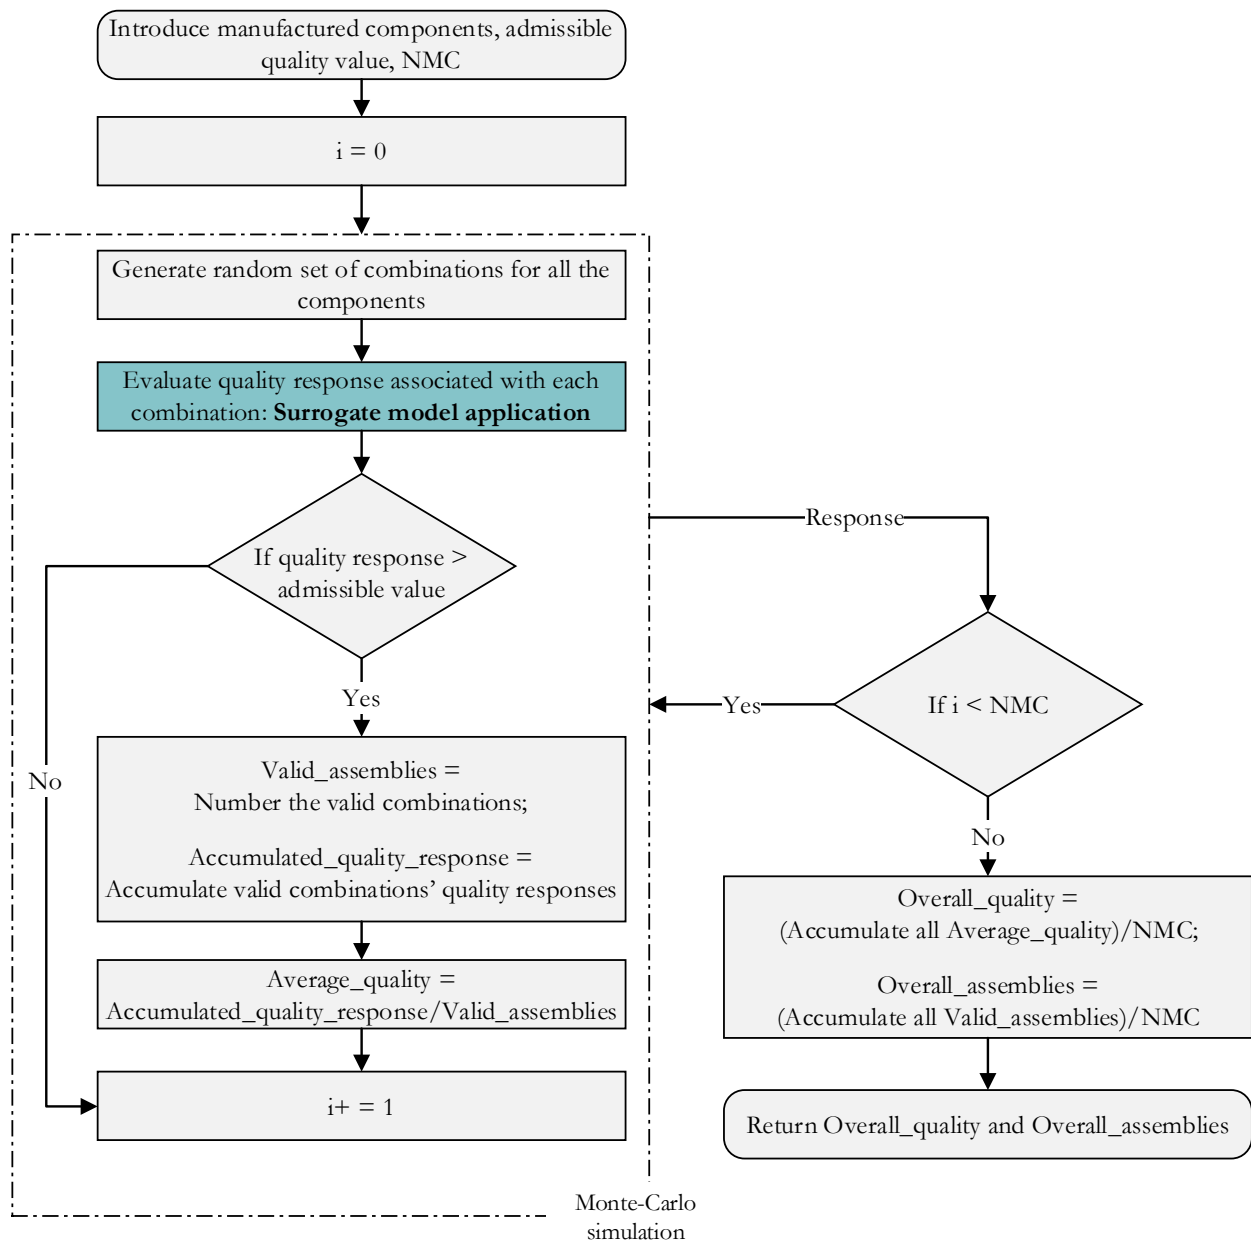 Introduce manufactured components, admissible
quality value, NMC
i = 0
Generate random set of combinations for all the
components
Evaluate quality response associated with each
combination: Surrogate model application
If quality response >
admissible value
Yes
No
Valid_assemblies =
Number the valid combinations;
Accumulated_quality_response =
Accumulate valid combinations’ quality responses
Average_quality =
Accumulated_quality_response/Valid_assemblies
i+ = 1
Monte-Carlo
simulation
Response
If i < NMC
Yes
No
Overall_quality =
(Accumulate all Average_quality)/NMC;
Overall_assemblies =
(Accumulate all Valid_assemblies)/NMC
Return Overall_quality and Overall_assemblies